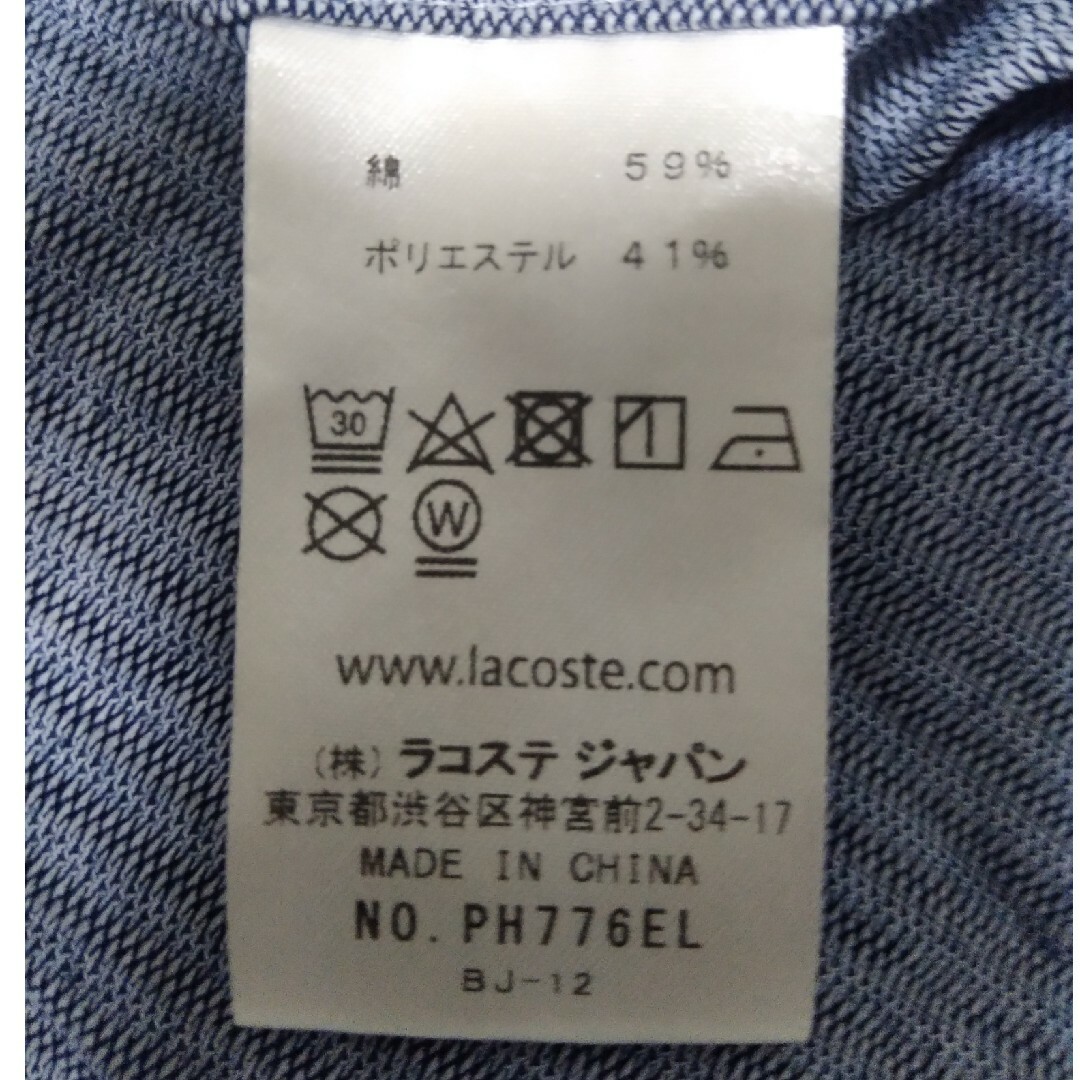 綿 59%
ポリエステル 41%
30
W
www.lacoste.com
(株) ラコステ ジャパン
東京都渋谷区神宮前2-34-17
MADE IN CHINA
NO. PH776EL
BJ-12